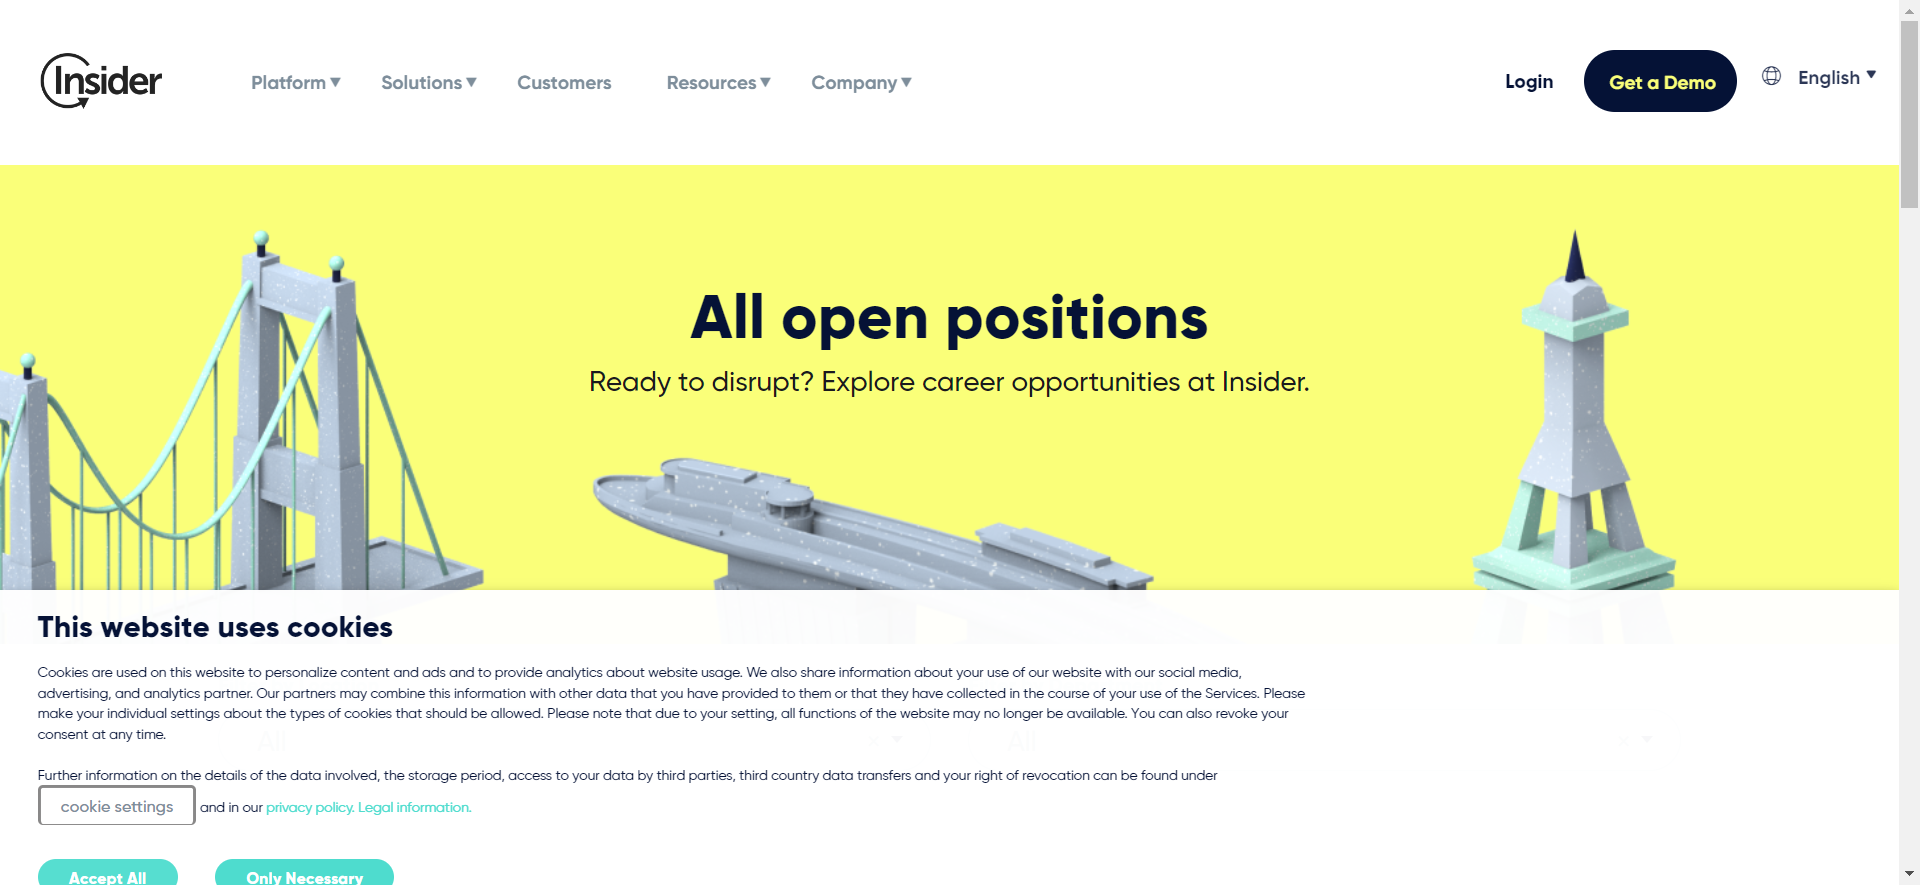 Insider
Platform ▼ Solutions ▼ Customers Resources ▼ Company ▼ Login Get a Demo English ▼
All open positions
Ready to disrupt? Explore career opportunities at Insider.
This website uses cookies
Cookies are used on this website to personalize content and ads and to provide analytics about website usage. We also share information about your use of our website with our social media,
advertising, and analytics partner. Our partners may combine this information with other data that you have provided to them or that they have collected in the course of your use of the Services. Please
make your individual settings about the types of cookies that should be allowed. Please note that due to your setting, all functions of the website may no longer be available. You can also revoke your
consent at any time.
All All
Further information on the details of the data involved, the storage period, access to your data by third parties, third country data transfers and your right of revocation can be found under
cookie settings and in our privacy policy. Legal information.
Accept All Only Necessary